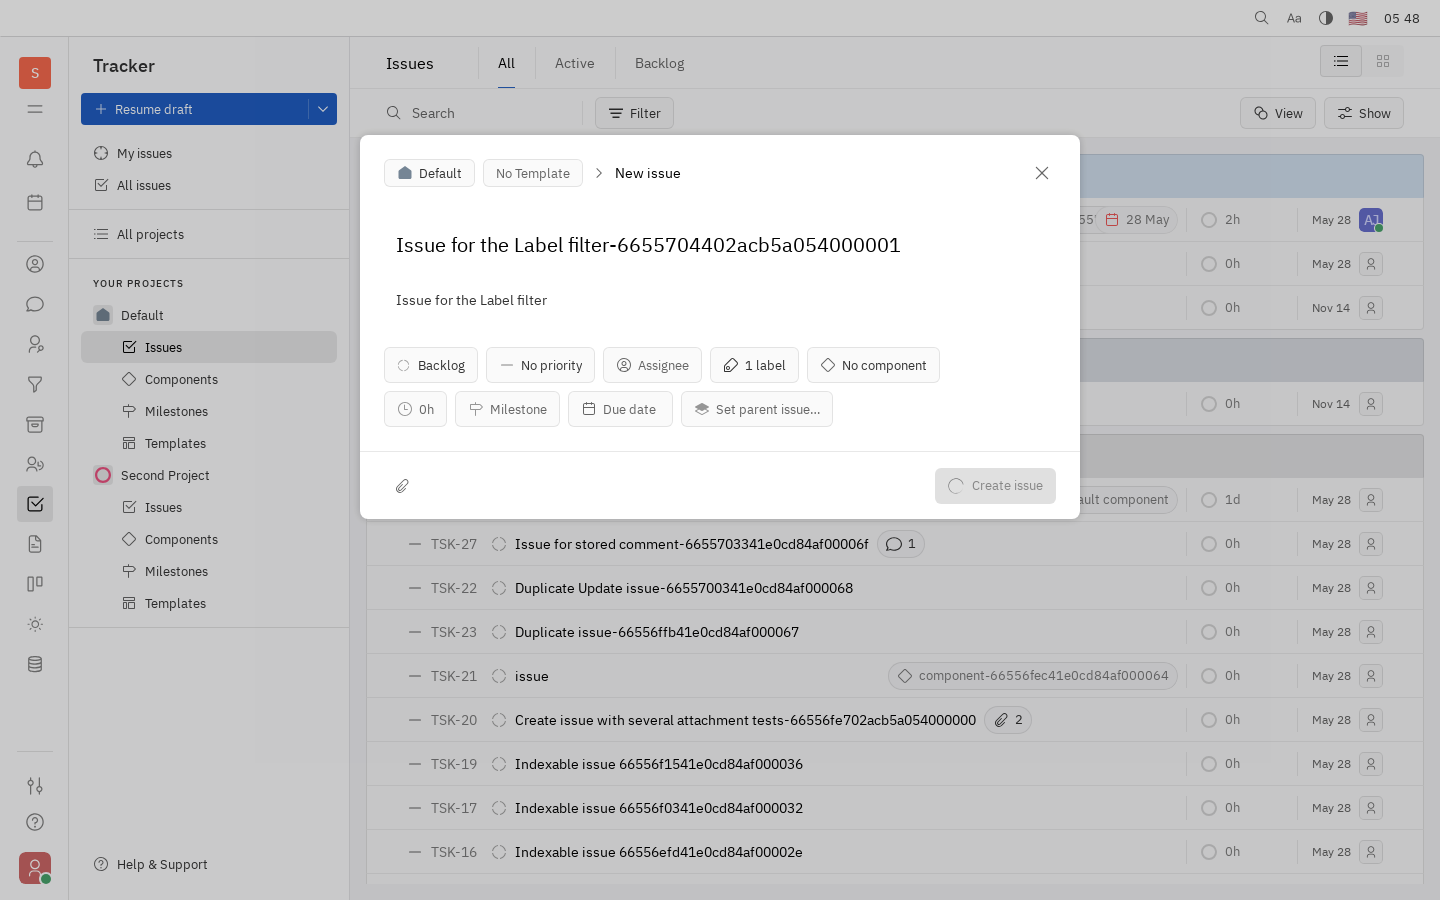 Aa
05 48
S
Tracker
Resume draft
My issues
All issues
All projects
YOUR PROJECTS
Default
Issues
Components
Milestones
Templates
Second Project
Issues
Components
Milestones
Templates
Help & Support
Issues
All
Active
Backlog
Search
Filter
View
Show
28 May
2h
May 28
AJ
0h
May 28
0h
Nov 14
0h
Nov 14
Default
No Template
New issue
Issue for the Label filter-6655704402acb5a054000001
Issue for the Label filter
Backlog
No priority
Assignee
1 label
No component
0h
Milestone
Due date
Set parent issue...
Create issue
component
1d
May 28
TSK-27
Issue for stored comment-6655703341e0cd84af00006f
1
0h
May 28
TSK-22
Duplicate Update issue-6655700341e0cd84af000068
0h
May 28
TSK-23
Duplicate issue-66556ffb41e0cd84af000067
0h
May 28
TSK-21
issue
component-66556fec41e0cd84af000064
0h
May 28
TSK-20
Create issue with several attachment tests-66556fe702acb5a054000000
2
0h
May 28
TSK-19
Indexable issue 66556f1541e0cd84af000036
0h
May 28
TSK-17
Indexable issue 66556f0341e0cd84af000032
0h
May 28
TSK-16
Indexable issue 66556efd41e0cd84af00002e
0h
May 28